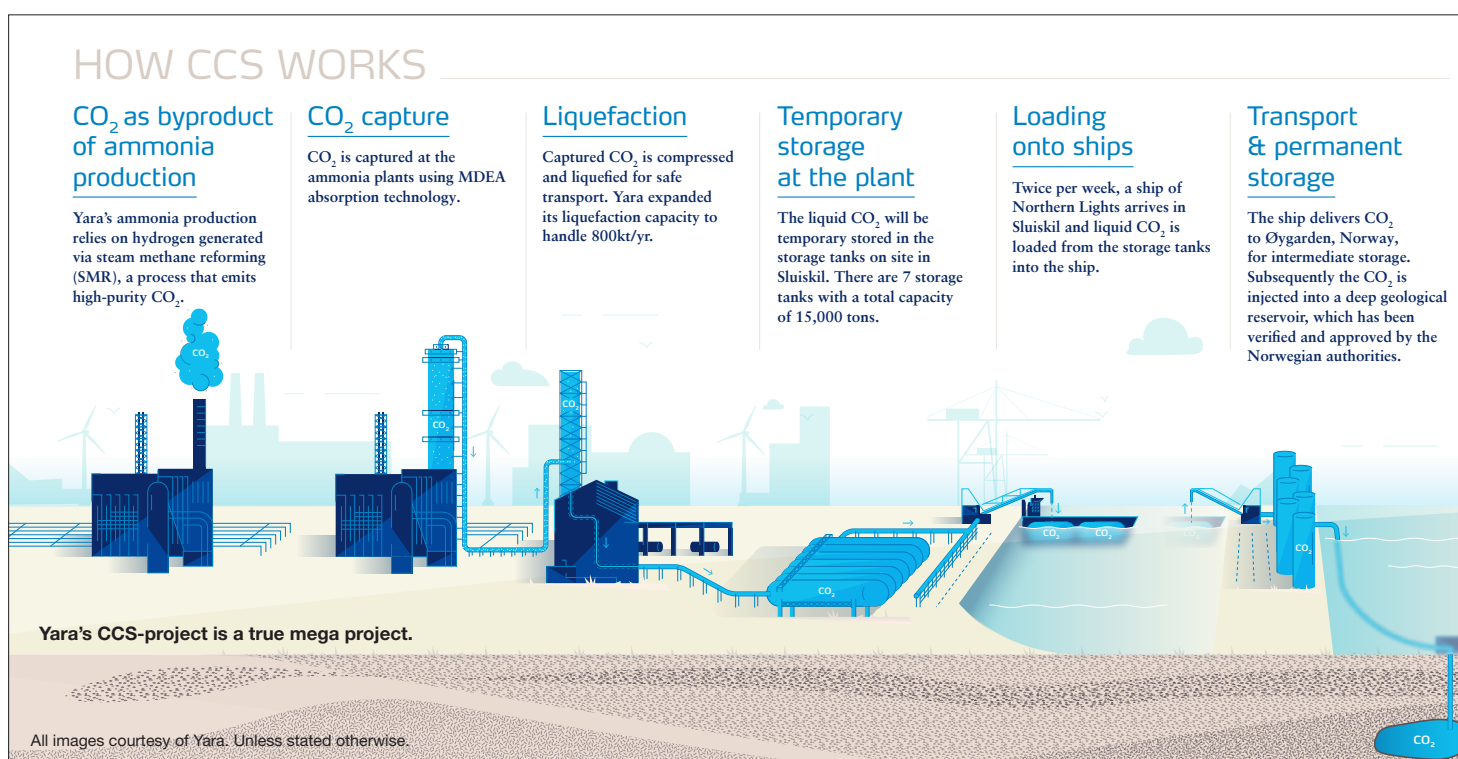 HOW CCS WORKS
CO₂ as byproduct
of ammonia
production
Yara's ammonia production
relies on hydrogen generated
via steam methane reforming
(SMR), a process that emits
high-purity CO₂.
CO₂ capture
CO₂ is captured at the
ammonia plants using MDEA
absorption technology.
Liquefaction
Captured CO₂ is compressed
and liquefied for safe
transport. Yara expanded
its liquefaction capacity to
handle 800kt/yr.
Temporary
storage
at the plant
The liquid CO₂ will be
temporary stored in the
storage tanks on site in
Sluiskil. There are 7 storage
tanks with a total capacity
of 15,000 tons.
Loading
onto ships
Twice per week, a ship of
Northern Lights arrives in
Sluiskil and liquid CO₂ is
loaded from the storage tanks
into the ship.
Transport
& permanent
storage
The ship delivers CO₂
to Øygarden, Norway,
for intermediate storage.
Subsequently the CO₂ is
injected into a deep geological
reservoir, which has been
verified and approved by the
Norwegian authorities.
CO₂
CO₂
CO₂
CO₂
CO₂
CO₂
CO₂
CO₂
Yara's CCS-project is a true mega project.
All images courtesy of Yara. Unless stated otherwise.
CO₂